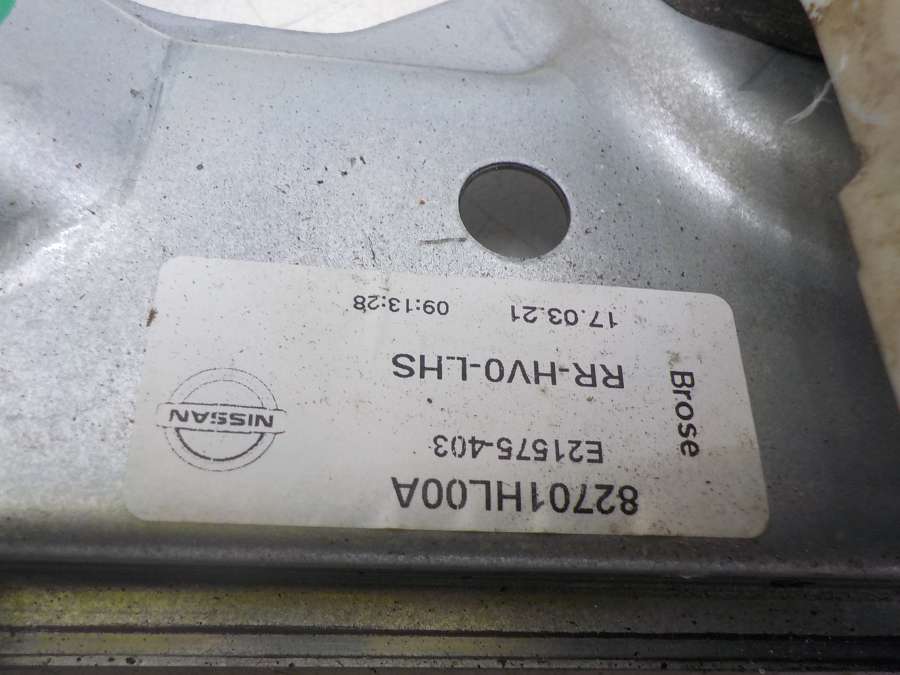 82701HL00A
E21575-403
NISSAN
RR-HV0-LHS
17.03.21 09:13:28
Brose